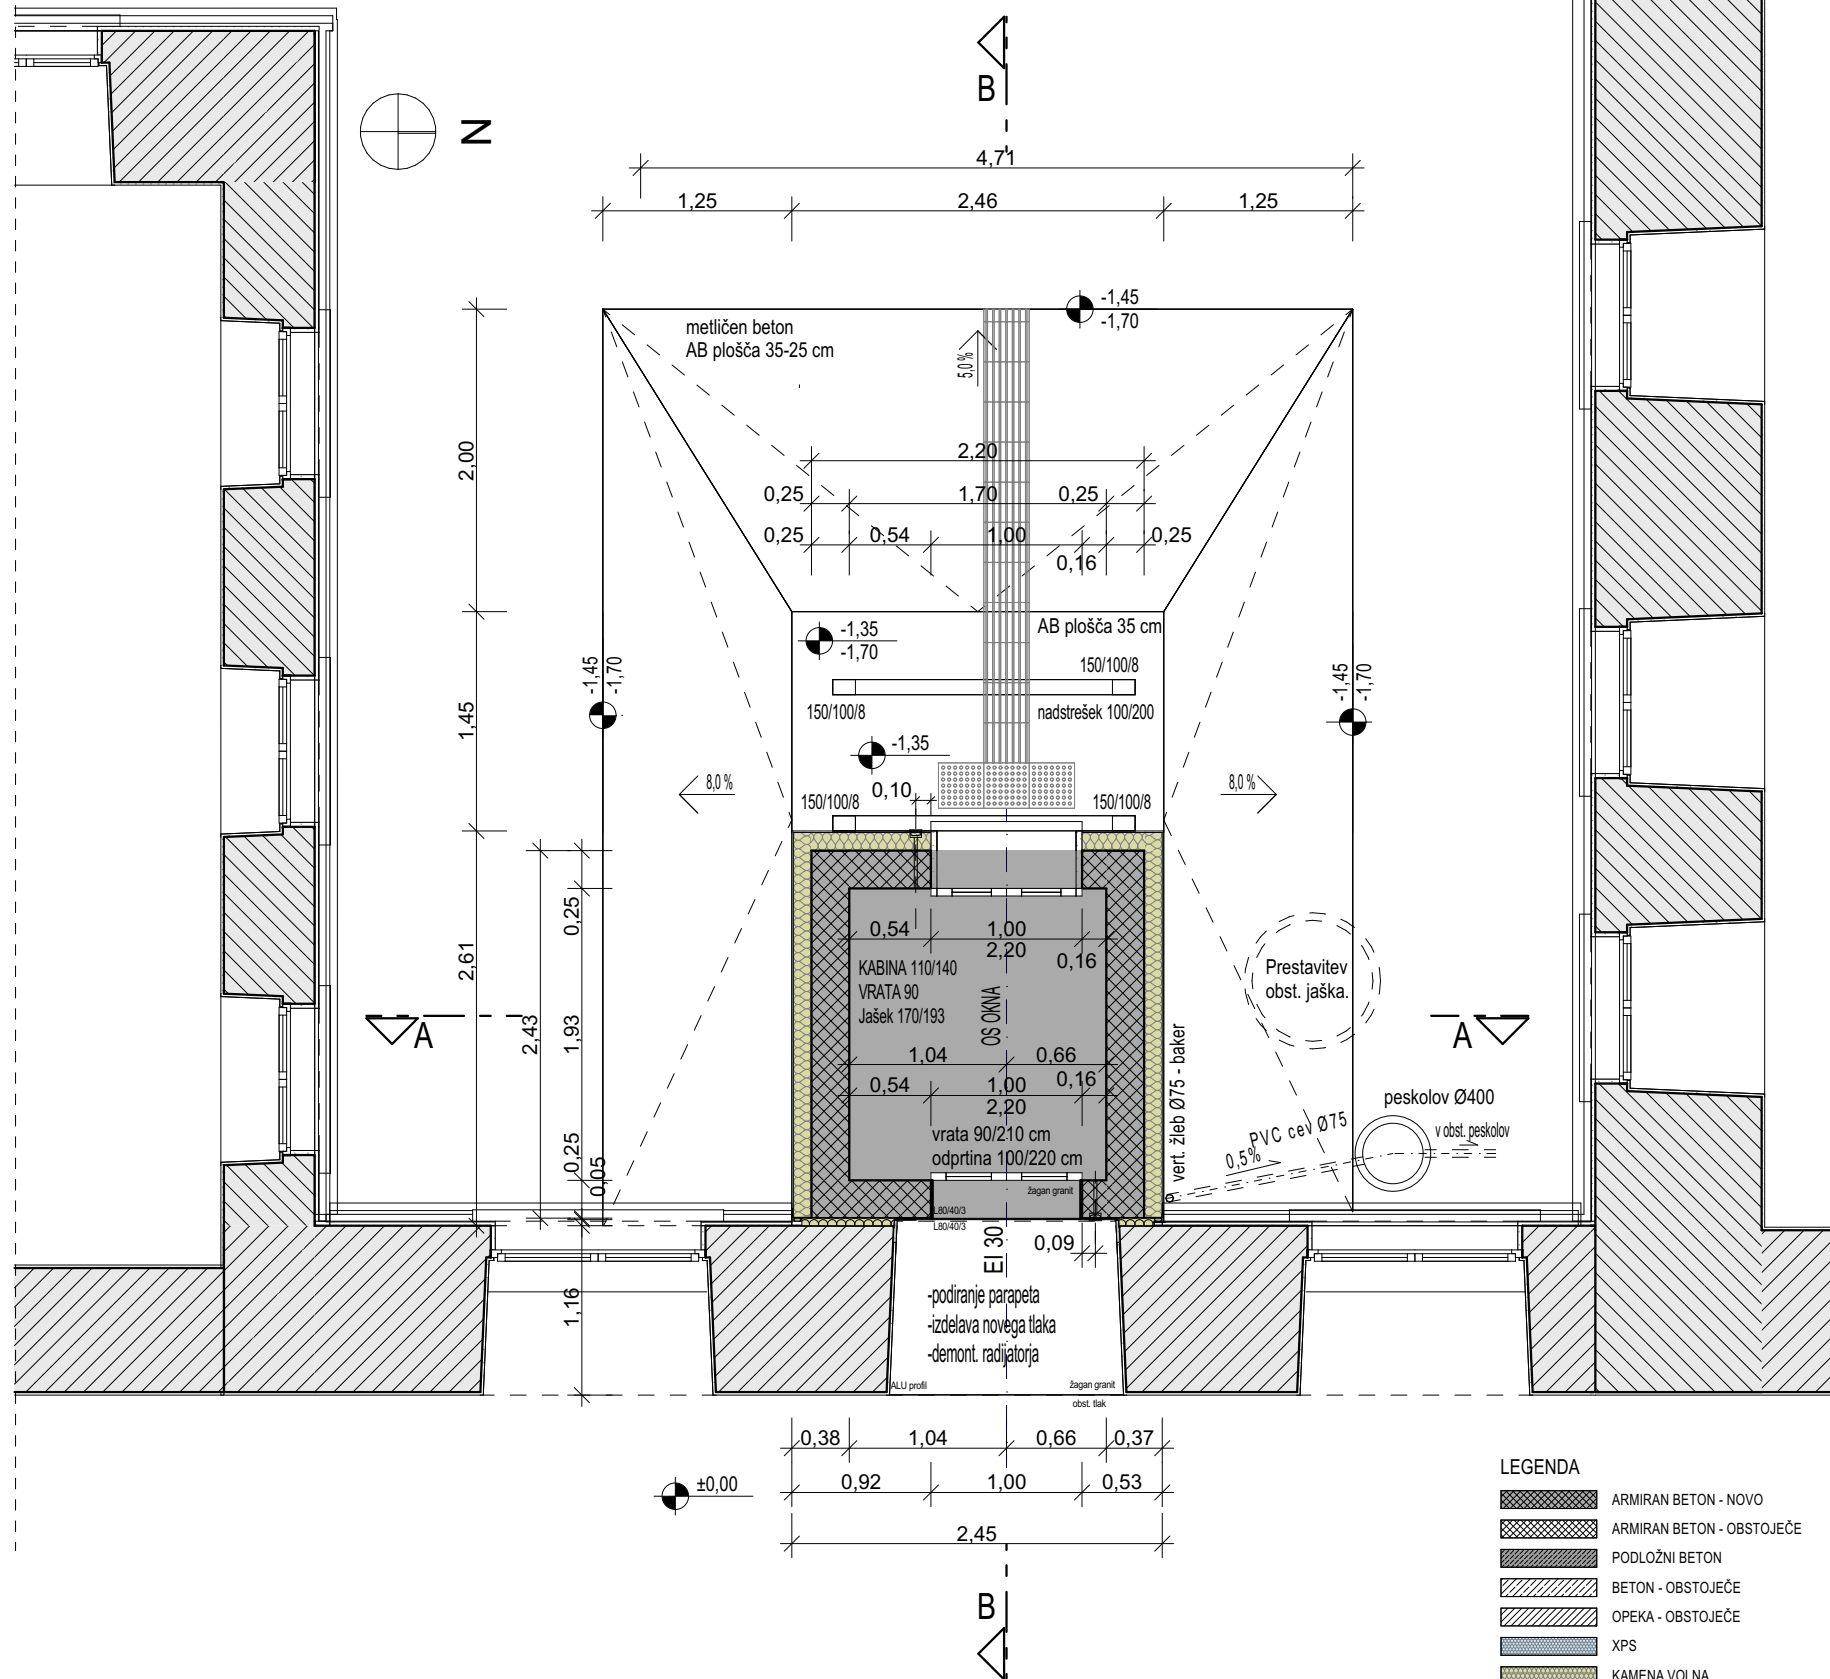 B
N
4,71
1,25
2,46
1,25
-1,45
-1,70
metličen beton
AB plošča 35-25 cm
5,0 %
2,00
2,20
0,25
1,70
0,25
0,25
0,54
1,00
0,25
0,16
-1,35
-1,70
AB plošča 35 cm
150/100/8
150/100/8
nadstrešek 100/200
-1,45
-1,70
-1,45
-1,70
1,45
-1,35
8,0 %
8,0 %
0,10
150/100/8
150/100/8
0,25
0,54
1,00
2,20
0,16
2,61
KABINA 110/140
VRATA 90
Jašek 170/193
OS OKNA
Prestavitev
obst. jaška.
A
A
2,43
1,93
1,04
0,66
0,54
1,00
0,16
2,20
vert. žleb Ø75 - baker
peskolov Ø400
PVC cev Ø75
v obst. peskolov
0,5%
vrata 90/210 cm
odprtina 100/220 cm
0,25
0,05
žagan granit
L80/40/3
L80/40/3
EI 30
0,09
1,16
-podiranje parapeta
-izdelava novega tlaka
-demont. radijatorja
ALU profil
žagan granit
obst. tlak
0,38
1,04
0,66
0,37
±0,00
0,92
1,00
0,53
2,45
B
LEGENDA
ARMIRAN BETON - NOVO
ARMIRAN BETON - OBSTOJEČE
PODLOŽNI BETON
BETON - OBSTOJEČE
OPEKA - OBSTOJEČE
XPS
KAMENA VOLNA